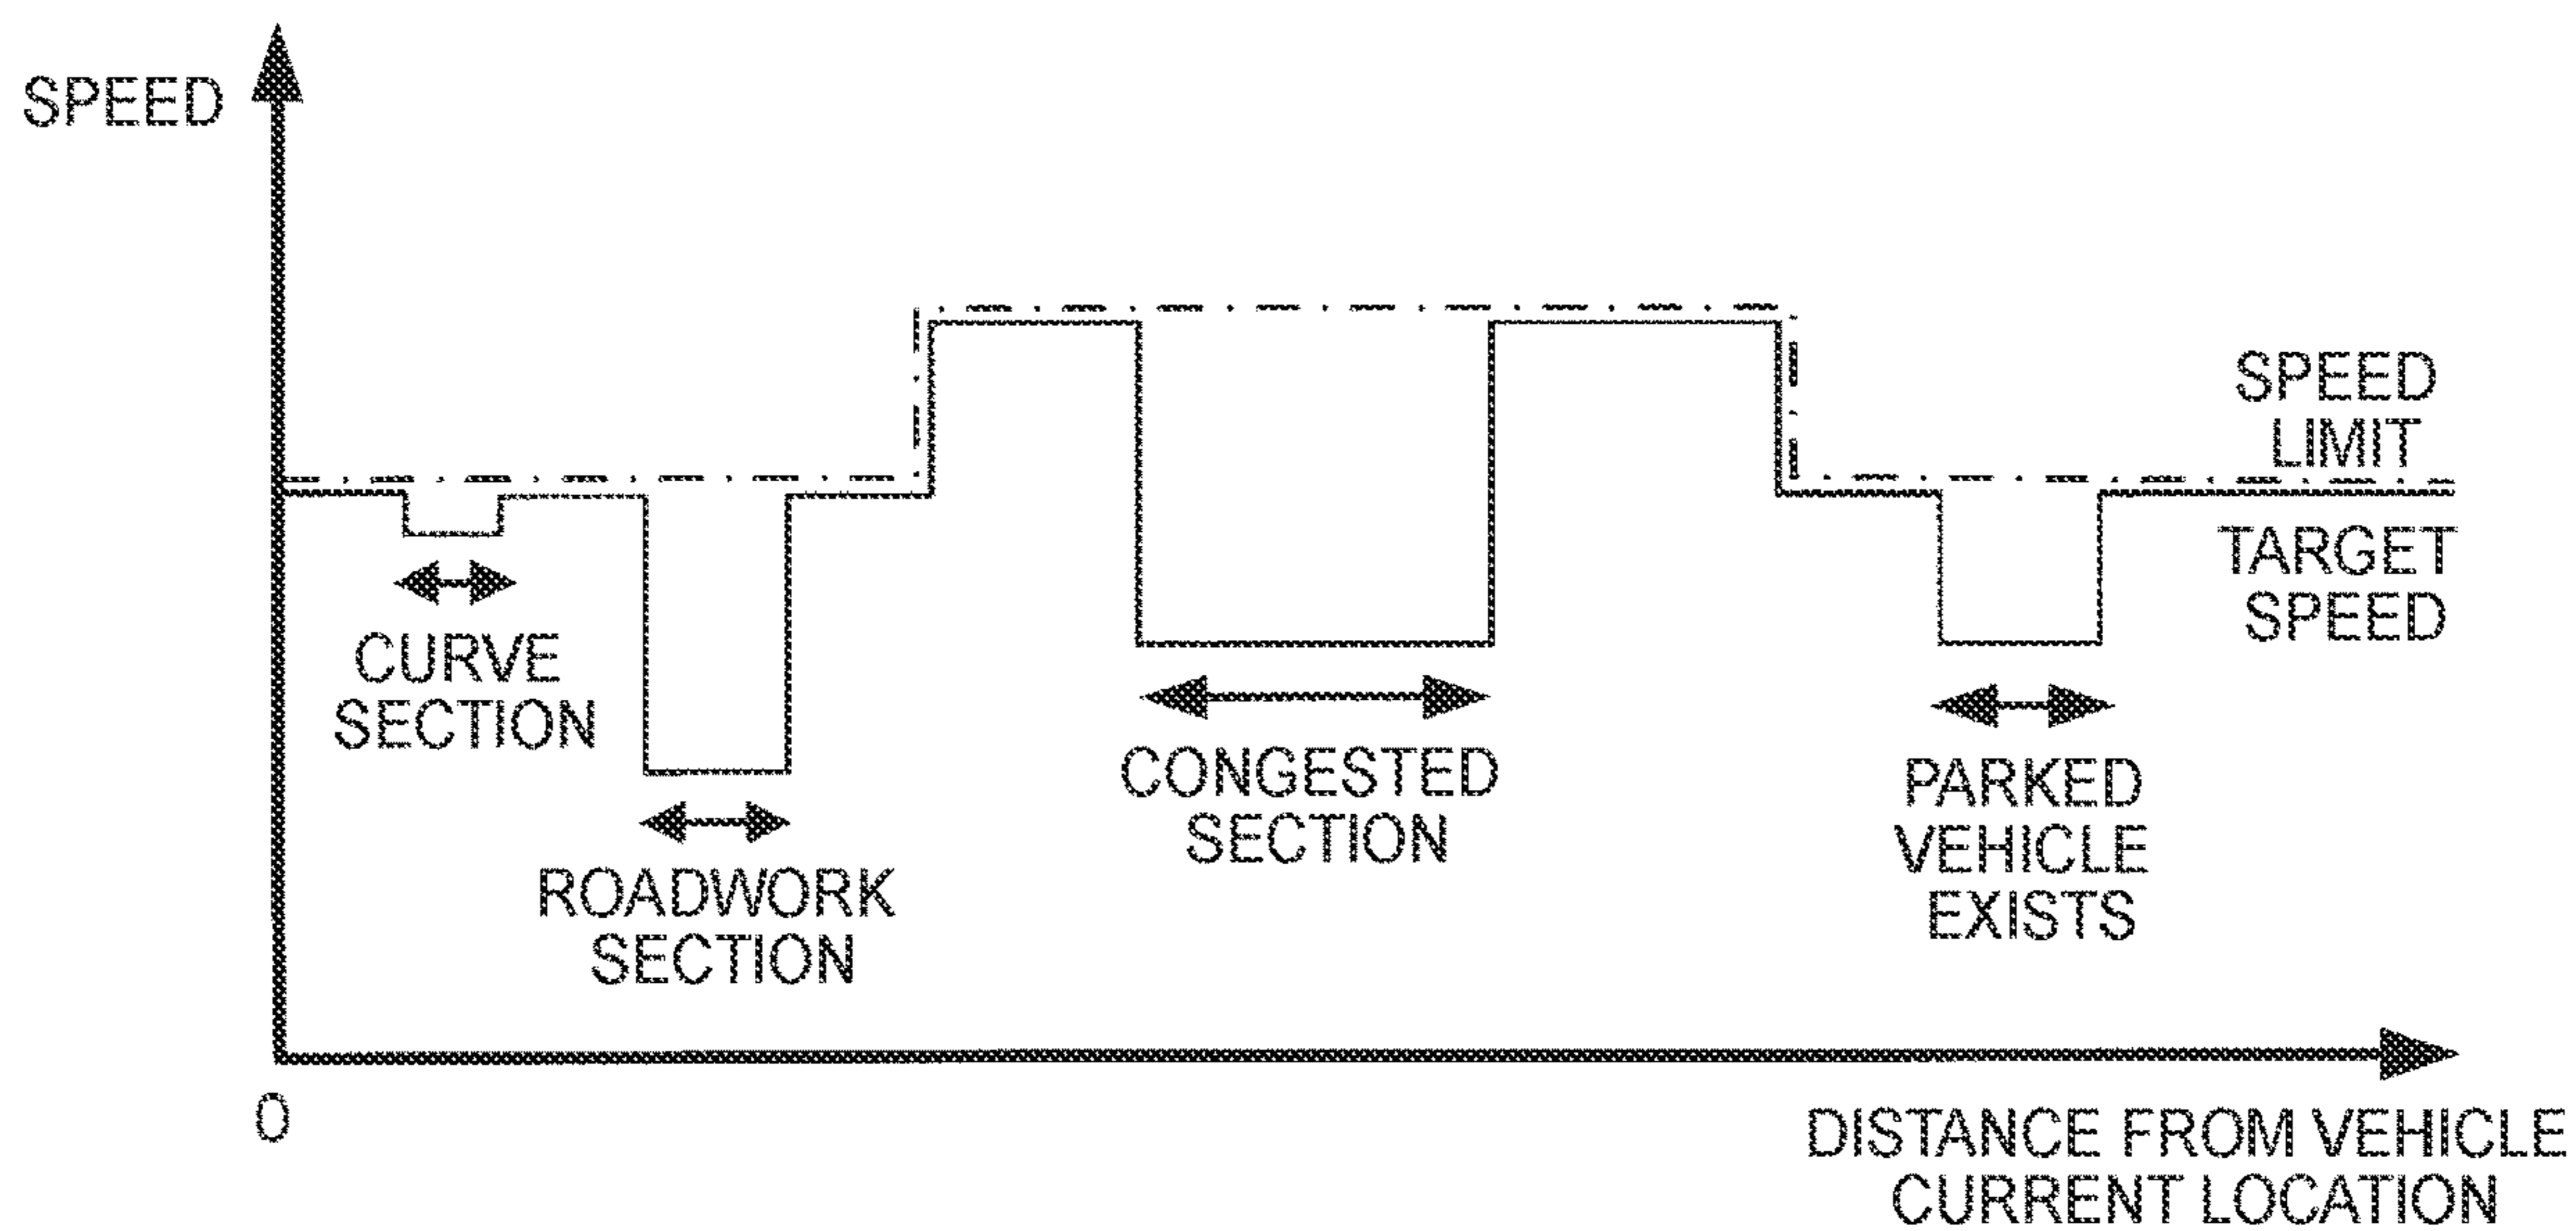 SPEED
SPEED
LIMIT
TARGET
SPEED
CURVE
SECTION
ROADWORK
SECTION
CONGESTED
SECTION
PARKED
VEHICLE
EXISTS
0
DISTANCE FROM VEHICLE
CURRENT LOCATION